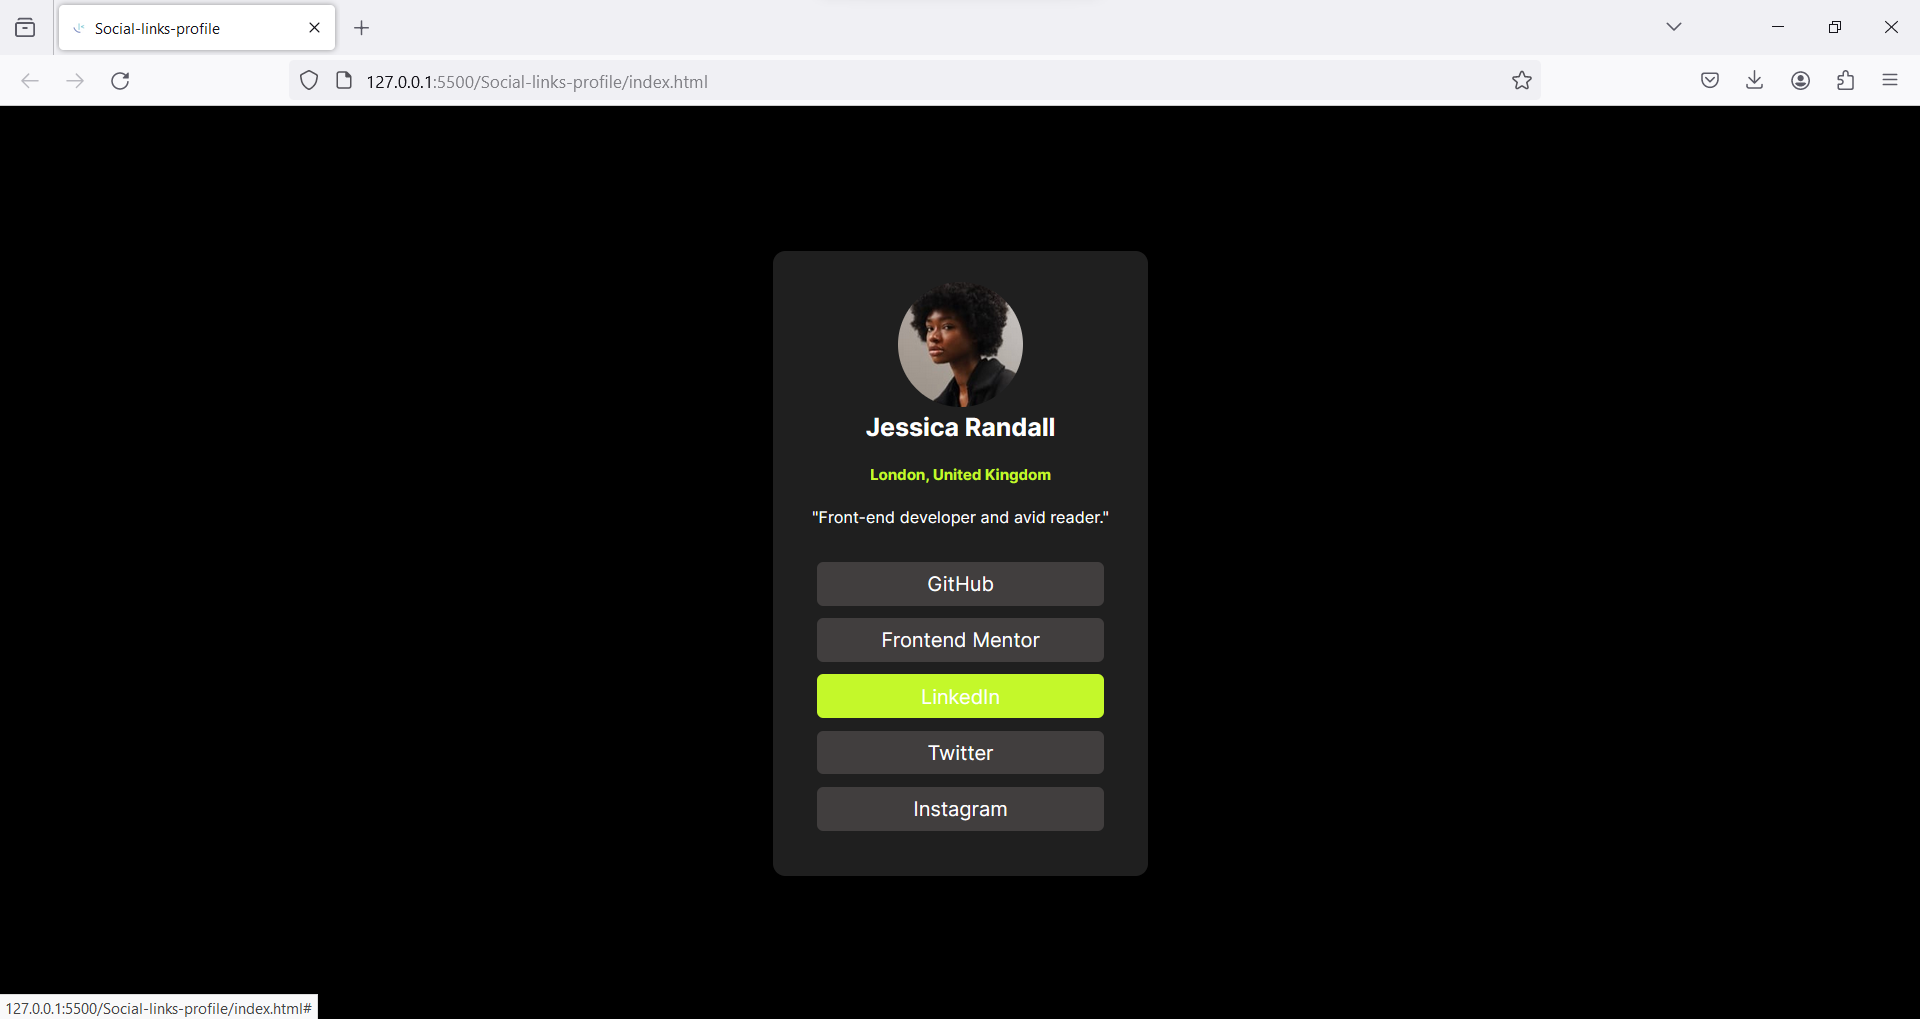 Social-links-profile
127.0.0.1:5500/Social-links-profile/index.html
Jessica Randall
London, United Kingdom
"Front-end developer and avid reader."
GitHub
Frontend Mentor
LinkedIn
Twitter
Instagram
127.0.0.1:5500/Social-links-profile/index.html#